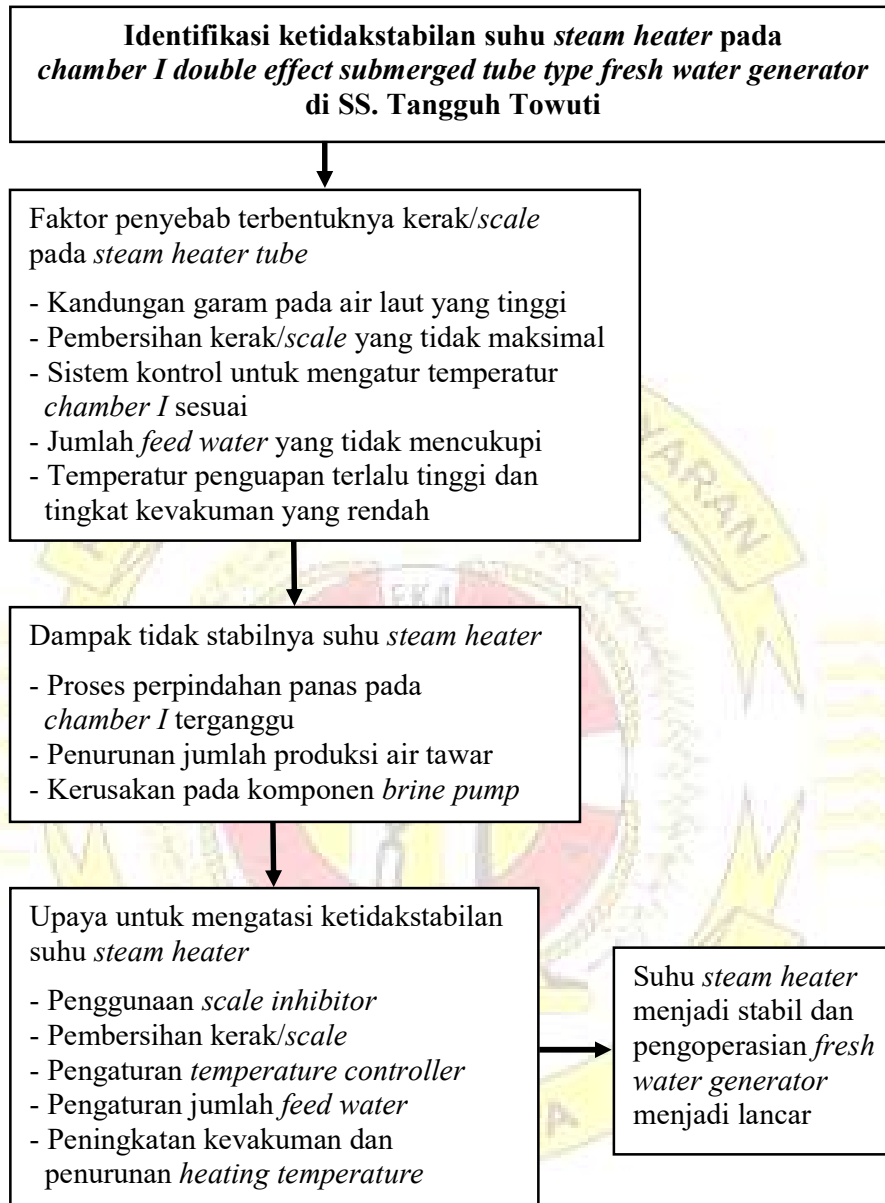 Identifikasi ketidakstabilan suhu steam heater pada
chamber I double effect submerged tube type fresh water generator
di SS. Tangguh Towuti
Faktor penyebab terbentuknya kerak/scale
pada steam heater tube
- Kandungan garam pada air laut yang tinggi
- Pembersihan kerak/scale yang tidak maksimal
- Sistem kontrol untuk mengatur temperatur
chamber I sesuai
- Jumlah feed water yang tidak mencukupi
- Temperatur penguapan terlalu tinggi dan
tingkat kevakuman yang rendah
Dampak tidak stabilnya suhu steam heater
- Proses perpindahan panas pada
chamber I terganggu
- Penurunan jumlah produksi air tawar
- Kerusakan pada komponen brine pump
Upaya untuk mengatasi ketidakstabilan
suhu steam heater
- Penggunaan scale inhibitor
- Pembersihan kerak/scale
- Pengaturan temperature controller
- Pengaturan jumlah feed water
- Peningkatan kevakuman dan
penurunan heating temperature
Suhu steam heater
menjadi stabil dan
pengoperasian fresh
water generator
menjadi lancar